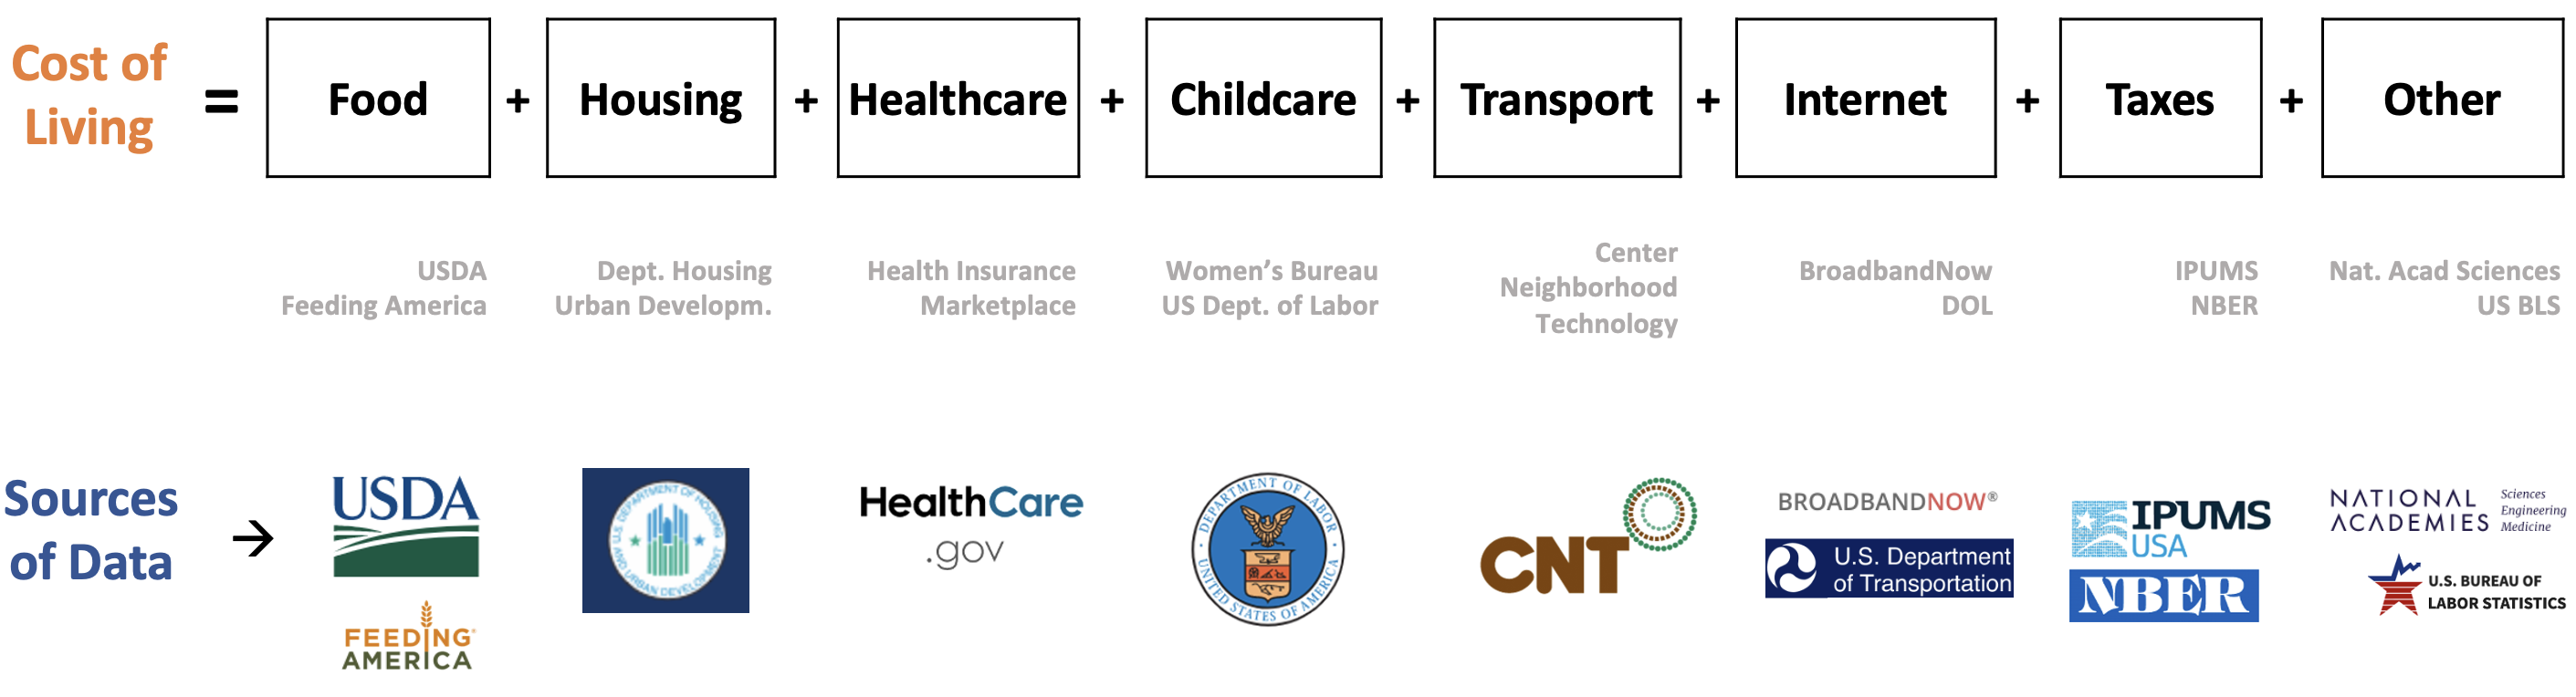 Cost of
Living
=
Food
+
Housing
+
Healthcare
+
Childcare
+
Transport
+
Internet
+
Taxes
+
Other
USDA
Feeding America
Dept. Housing
Urban Developm.
Health Insurance
Marketplace
Women’s Bureau
US Dept. of Labor
Center
Neighborhood
Technology
BroadbandNow
DOL
IPUMS
NBER
Nat. Acad Sciences
US BLS
Sources
of Data
→
USDA
FEEDING
AMERICA
U.S. DEPARTMENT OF HOUSING
AND URBAN DEVELOPMENT
HealthCare
.gov
DEPARTMENT OF LABOR
UNITED STATES OF AMERICA
CNT
BROADBANDNOW®
U.S. Department
of Transportation
IPUMS
USA
NBER
NATIONAL
ACADEMIES
Sciences
Engineering
Medicine
U.S. BUREAU OF
LABOR STATISTICS